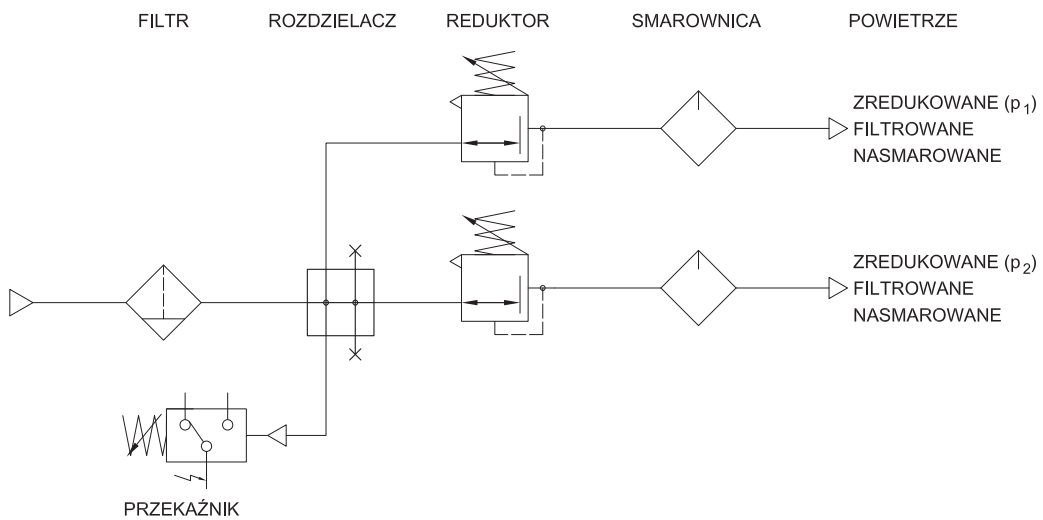 FILTR
ROZDZIELACZ
REDUKTOR
SMAROWNICA
POWIETRZE
ZREDUKOWANE (p1)
FILTROWANE
NASMAROWANE
ZREDUKOWANE (p2)
FILTROWANE
NASMAROWANE
PRZEKAŹNIK